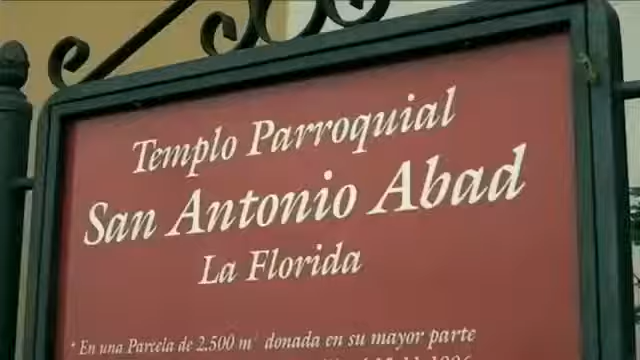 Templo Parroquial
San Antonio Abad
La Florida
* En una Parcela de 2.500 m² donada en su mayor parte